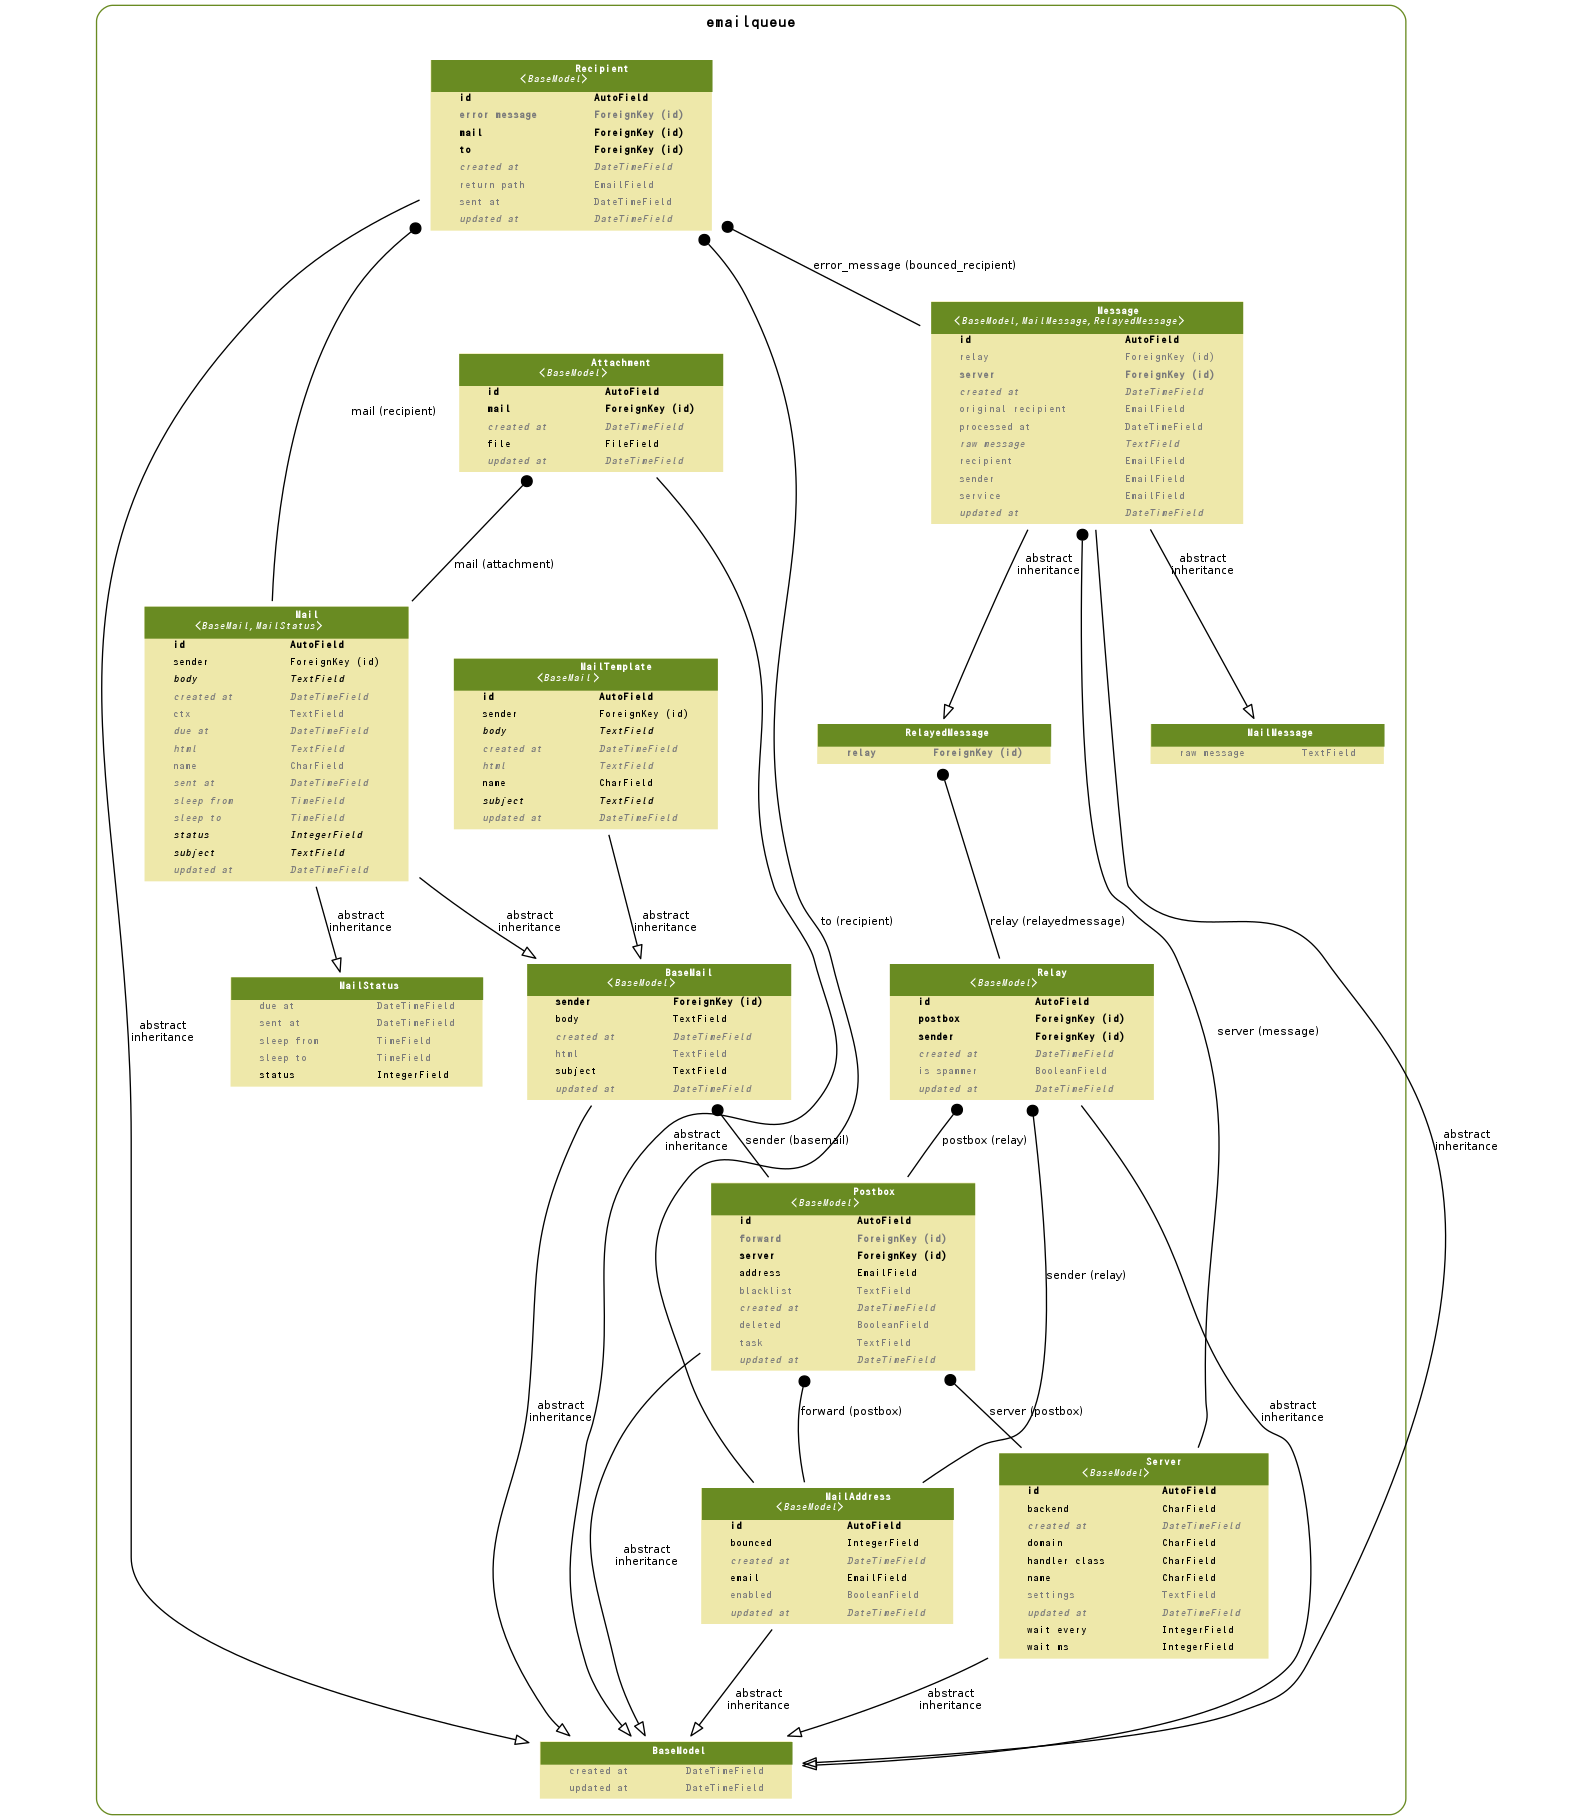 emailqueue
Recipient
<BaseModel>
id AutoField
error message ForeignKey (id)
mail ForeignKey (id)
to ForeignKey (id)
created at DateTimeField
return path EmailField
sent at DateTimeField
updated at DateTimeField
error_message (bounced_recipient)
Message
<BaseModel,MailMessage,RelayedMessage>
id AutoField
relay ForeignKey (id)
server ForeignKey (id)
created at DateTimeField
original recipient EmailField
processed at DateTimeField
raw message TextField
recipient EmailField
sender EmailField
service EmailField
updated at DateTimeField
Attachment
<BaseModel>
id AutoField
mail ForeignKey (id)
created at DateTimeField
file FileField
updated at DateTimeField
mail (recipient)
mail (attachment)
abstract
inheritance
abstract
inheritance
Mail
<BaseMail,MailStatus>
id AutoField
sender ForeignKey (id)
body TextField
created at DateTimeField
ctx TextField
due at DateTimeField
html TextField
name CharField
sent at DateTimeField
sleep from TimeField
sleep to TimeField
status IntegerField
subject TextField
updated at DateTimeField
MailTemplate
<BaseMail>
id AutoField
sender ForeignKey (id)
body TextField
created at DateTimeField
html TextField
name CharField
subject TextField
updated at DateTimeField
RelayedMessage
relay ForeignKey (id)
MailMessage
raw message TextField
abstract
inheritance
abstract
inheritance
abstract
inheritance
to (recipient)
relay (relayedmessage)
MailStatus
due at DateTimeField
sent at DateTimeField
sleep from TimeField
sleep to TimeField
status IntegerField
BaseMail
<BaseModel>
sender ForeignKey (id)
body TextField
created at DateTimeField
html TextField
subject TextField
updated at DateTimeField
Relay
<BaseModel>
id AutoField
postbox ForeignKey (id)
sender ForeignKey (id)
created at DateTimeField
is spammer BooleanField
updated at DateTimeField
abstract
inheritance
server (message)
abstract
inheritance
sender (basemail)
postbox (relay)
abstract
inheritance
Postbox
<BaseModel>
id AutoField
forward ForeignKey (id)
server ForeignKey (id)
address EmailField
blacklist TextField
created at DateTimeField
deleted BooleanField
task TextField
updated at DateTimeField
sender (relay)
abstract
inheritance
forward (postbox)
server (postbox)
abstract
inheritance
MailAddress
<BaseModel>
id AutoField
bounced IntegerField
created at DateTimeField
email EmailField
enabled BooleanField
updated at DateTimeField
Server
<BaseModel>
id AutoField
backend CharField
created at DateTimeField
domain CharField
handler class CharField
name CharField
settings TextField
updated at DateTimeField
wait every IntegerField
wait ms IntegerField
abstract
inheritance
abstract
inheritance
abstract
inheritance
BaseModel
created at DateTimeField
updated at DateTimeField